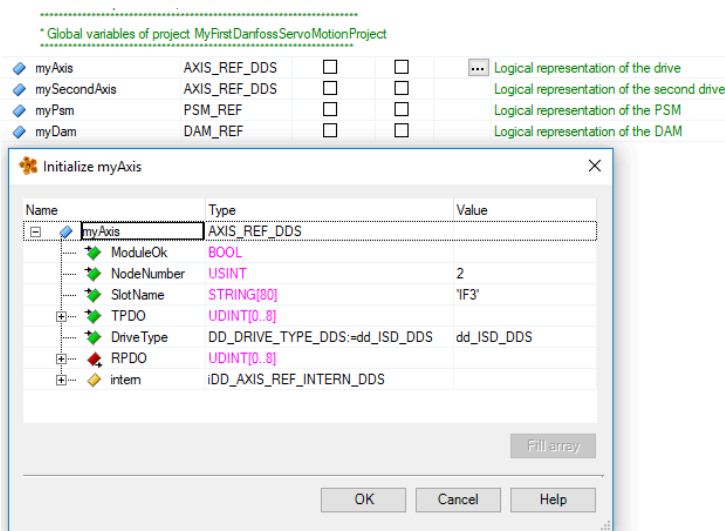 ***********************************************************************
* Global variables of project MyFirstDanfossServoMotionProject
***********************************************************************
myAxis AXIS_REF_DDS ... Logical representation of the drive
mySecondAxis AXIS_REF_DDS Logical representation of the second drive
myPsm PSM_REF Logical representation of the PSM
myDam DAM_REF Logical representation of the DAM
Initialize myAxis
Name Type Value
myAxis AXIS_REF_DDS
ModuleOk BOOL
NodeNumber USINT 2
SlotName STRING[80] 'IF3'
TPDO UDINT[0..8]
DriveType DD_DRIVE_TYPE_DDS:=dd_ISD_DDS dd_ISD_DDS
RPDO UDINT[0..8]
intern iDD_AXIS_REF_INTERN_DDS
Fill array
OK Cancel Help